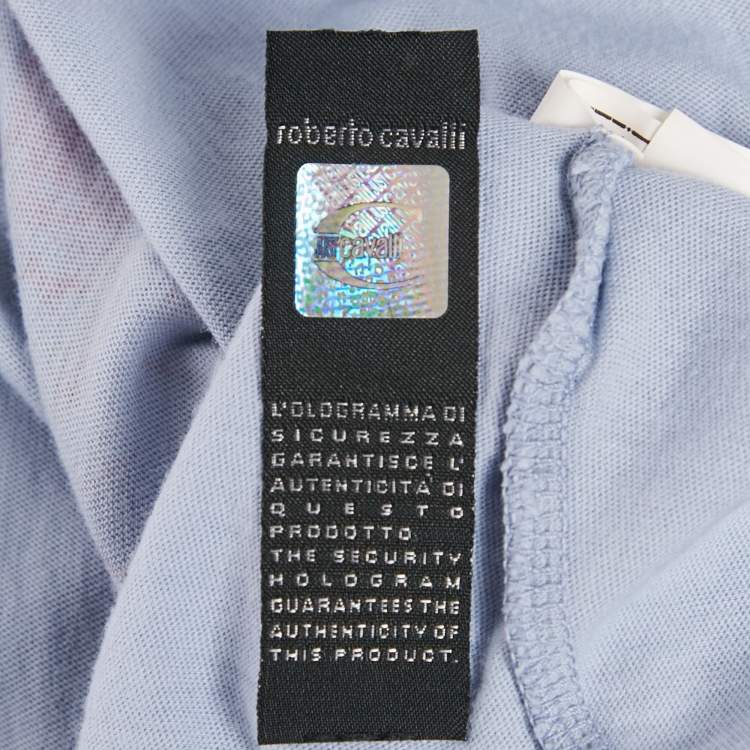 roberto cavalli
just cavalli
L'OLOGRAMMA DI
SICUREZZA
GARANTISCE L'
AUTENTICITÀ DI
QUESTO
PRODOTTO
THE SECURITY
HOLOGRAM
GUARANTEES THE
AUTHENTICITY OF
THIS PRODUCT.